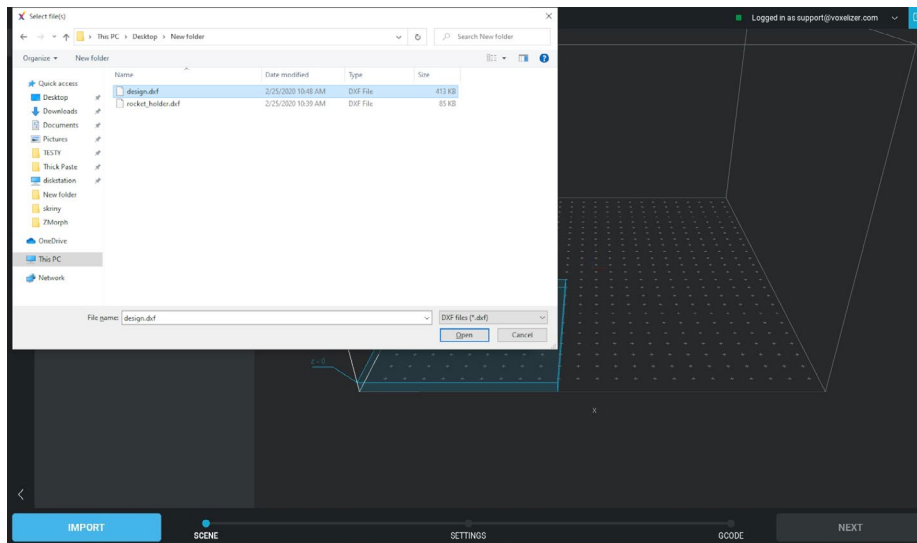 Select file(s)
Logged in as support@voxelizer.com
This PC > Desktop > New folder
Search New folder
Organize
New folder
Name Date modified Type Size
design.dxf 2/25/2020 10:48 AM DXF File 413 KB
rocket_holder.dxf 2/25/2020 10:39 AM DXF File 85 KB
Quick access
Desktop
Downloads
Documents
Pictures
TESTY
Thick Paste
diskstation
New folder
skriny
ZMorph
OneDrive
This PC
Network
File name: design.dxf
DXF files (*.dxf)
Open Cancel
X
IMPORT
SCENE
SETTINGS
GCODE
NEXT